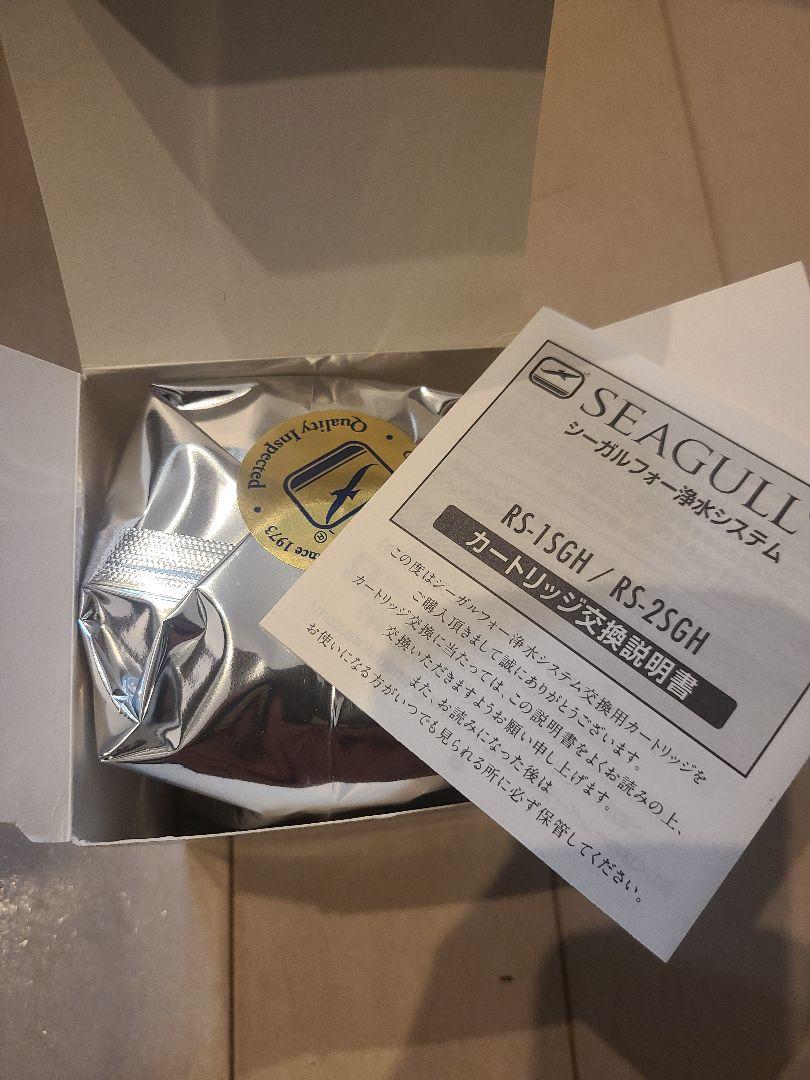 SEAGULL
シーガルフォー浄水システム
RS-1SGH / RS-2SGH
カートリッジ交換説明書
この度はシーガルフォー浄水システム交換用カートリッジを
ご購入頂きまして誠にありがとうございます。
カートリッジ交換に当たっては、この説明書をよくお読みの上、
交換いただきますようお願い申し上げます。
また、お読みになった後は、
お使いになる方がいつでも見られる所に必ず保管してください。
Quality Inspected
1973